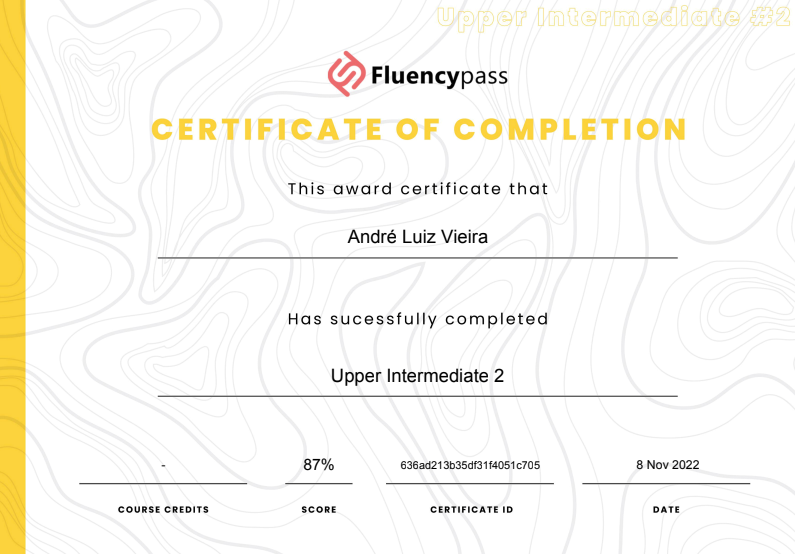 Upper Intermediate #2
Fluencypass
CERTIFICATE OF COMPLETION
This award certificate that
André Luiz Vieira
Has sucessfully completed
Upper Intermediate 2
- 87% 636ad213b35df31f4051c705 8 Nov 2022
COURSE CREDITS SCORE CERTIFICATE ID DATE